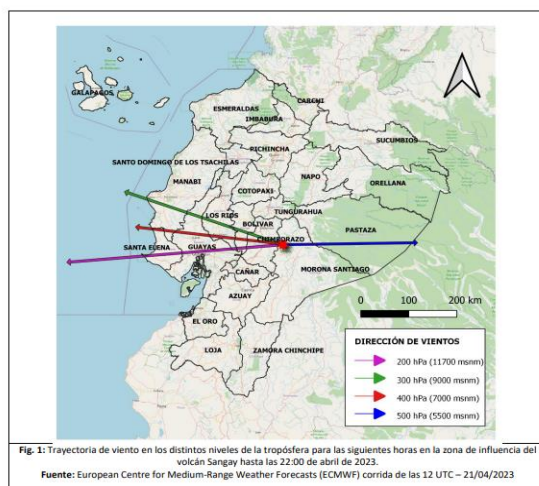 GALAPAGOS
ESMERALDAS
CARCHI
IMBABURA
SUCUMBIOS
PICHINCHA
SANTO DOMINGO DE LOS TSACHILAS
NAPO
ORELLANA
MANABI
COTOPAXI
LOS RIOS
TUNGURAHUA
BOLIVAR
PASTAZA
CHIMBORAZO
SANTA ELENA
GUAYAS
MORONA SANTIAGO
CAÑAR
AZUAY
EL ORO
LOJA
ZAMORA CHINCHIPE
0 100 200 km
DIRECCIÓN DE VIENTOS
200 hPa (11700 msnm)
300 hPa (9000 msnm)
400 hPa (7000 msnm)
500 hPa (5500 msnm)
Fig. 1: Trayectoria de viento en los distintos niveles de la tropósfera para las siguientes horas en la zona de influencia del
volcán Sangay hasta las 22:00 de abril de 2023.
Fuente: European Centre for Medium-Range Weather Forecasts (ECMWF) corrida de las 12 UTC – 21/04/2023